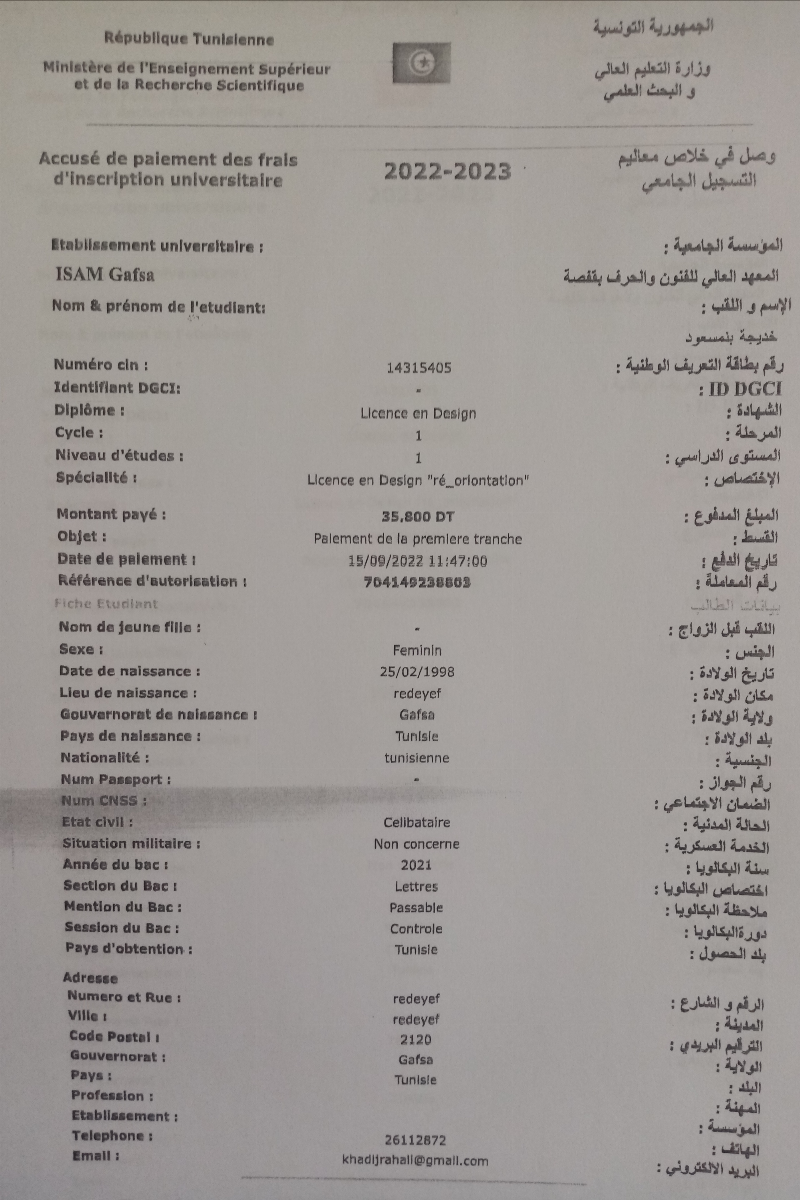 République Tunisienne
الجمهورية التونسية
Ministère de l'Enseignement Supérieur
et de la Recherche Scientifique
وزارة التعليم العالي
و البحث العلمي
Accusé de paiement des frais
d'inscription universitaire
2022-2023
وصل في خلاص معاليم
التسجيل الجامعي
Etablissement universitaire : المؤسسة الجامعية :
ISAM Gafsa المعهد العالي للفنون والحرف بقفصة
Nom & prénom de l'etudiant: الإسم و اللقب :
خديجة بنمسعود
Numéro cin : 14315405 رقم بطاقة التعريف الوطنية :
Identifiant DGCI: - ID DGCI :
Diplôme : Licence en Design الشهادة :
Cycle : 1 المرحلة :
Niveau d'études : 1 المستوى الدراسي :
Spécialité : Licence en Design "ré_oriontation" الإختصاص :
Montant payé : 35,800 DT المبلغ المدفوع :
Objet : Paiement de la premiere tranche القسط :
Date de paiement : 15/09/2022 11:47:00 تاريخ الدفع :
Référence d'autorisation : 704149238803 رقم المعاملة :
Fiche Etudiant بيانات الطالب
Nom de jeune fille : - اللقب قبل الزواج :
Sexe : Feminin الجنس :
Date de naissance : 25/02/1998 تاريخ الولادة :
Lieu de naissance : redeyef مكان الولادة :
Gouvernorat de naissance : Gafsa ولاية الولادة :
Pays de naissance : Tunisie بلد الولادة :
Nationalité : tunisienne الجنسية :
Num Passport : - رقم الجواز :
Num CNSS : الضمان الاجتماعي :
Etat civil : Celibataire الحالة المدنية :
Situation militaire : Non concerne الخدمة العسكرية :
Année du bac : 2021 سنة البكالويا :
Section du Bac : Lettres اختصاص البكالويا :
Mention du Bac : Passable ملاحظة البكالويا :
Session du Bac : Controle دورةالبكالويا :
Pays d'obtention : Tunisie بلد الحصول :
Adresse
Numero et Rue : redeyef الرقم و الشارع :
Ville : redeyef المدينة :
Code Postal : 2120 الترقيم البريدي :
Gouvernorat : Gafsa الولاية :
Pays : Tunisie البلد :
Profession : المهنة :
Etablissement : المؤسسة :
Telephone : 26112872 الهاتف :
Email : khadijrahali@gmail.com البريد الالكتروني :